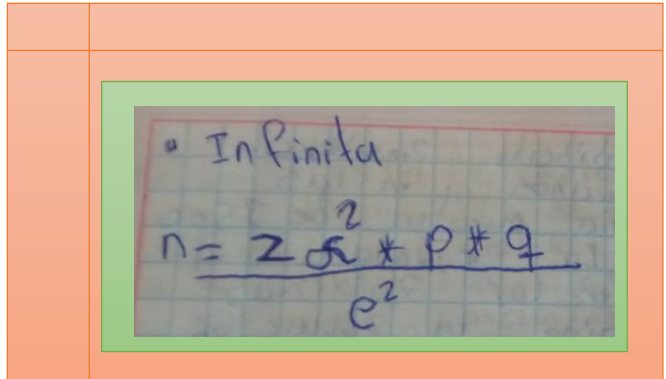 • Infinita
n = Zα² * p * q
e²